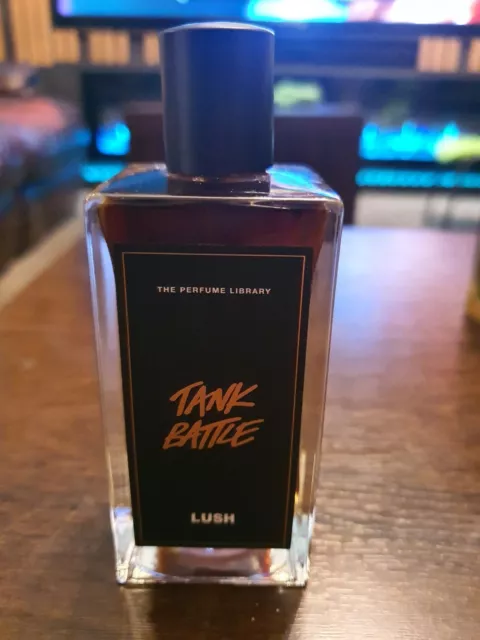 THE PERFUME LIBRARY
TANK
BATTLE
LUSH